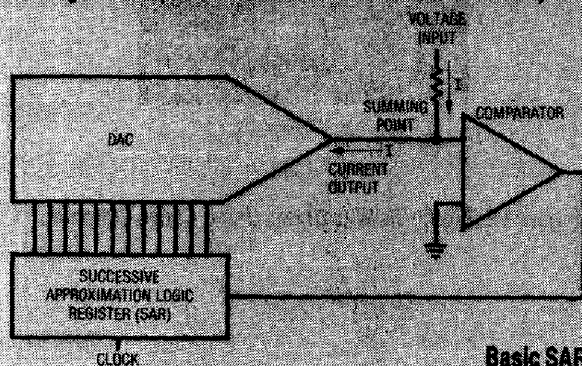 VOLTAGE
INPUT
I
SUMMING
POINT
COMPARATOR
DAC
I
CURRENT
OUTPUT
SUCCESSIVE
APPROXIMATION LOGIC
REGISTER (SAR)
CLOCK
Basic SAR